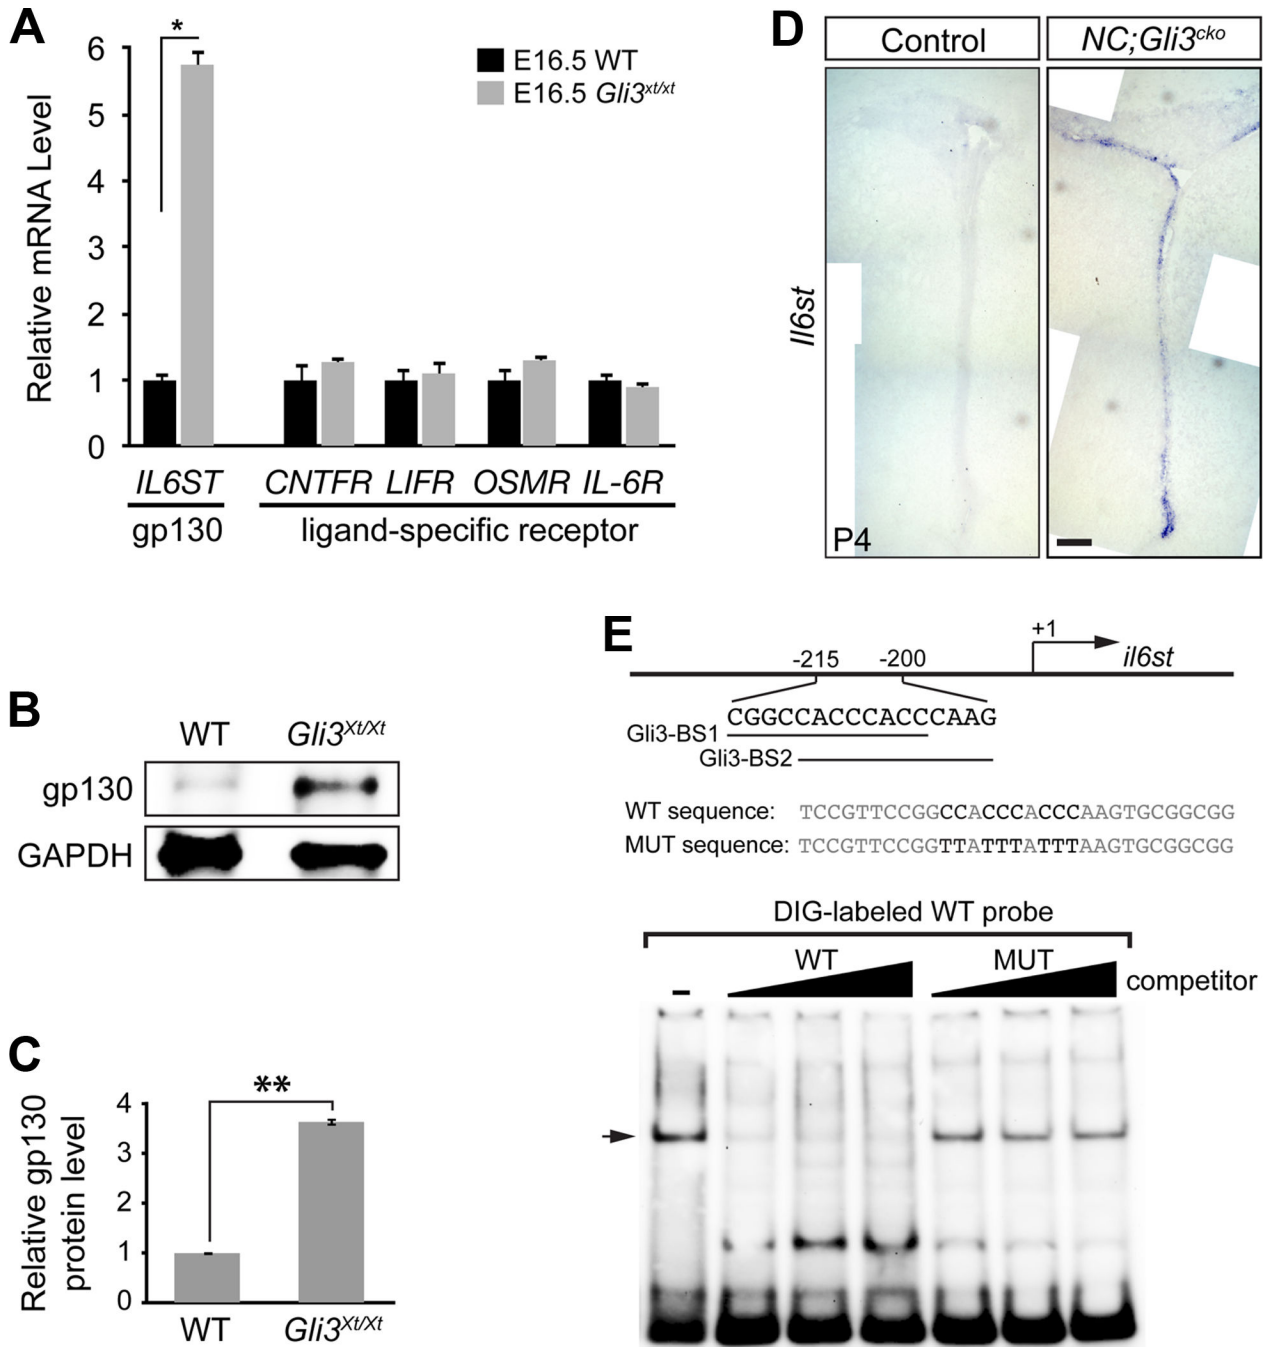 A
*
E16.5 WT
E16.5 Gli3xt/xt
Relative mRNA Level
6
5
4
3
2
1
0
IL6ST CNTFR LIFR OSMR IL-6R
gp130 ligand-specific receptor
B
WT Gli3Xt/Xt
gp130
GAPDH
C
**
Relative gp130
protein level
4
3
2
1
0
WT Gli3Xt/Xt
D
Control NC;Gli3cko
Il6st
P4
E
-215 -200 +1
il6st
CGGCCACCCACCCAAG
Gli3-BS1
Gli3-BS2
WT sequence: TCCGTTCCGGCCACCCACCCAAGTGCGGCGG
MUT sequence: TCCGTTCCGGTTATTTATTTAAGTGCGGCGG
DIG-labeled WT probe
– WT MUT competitor